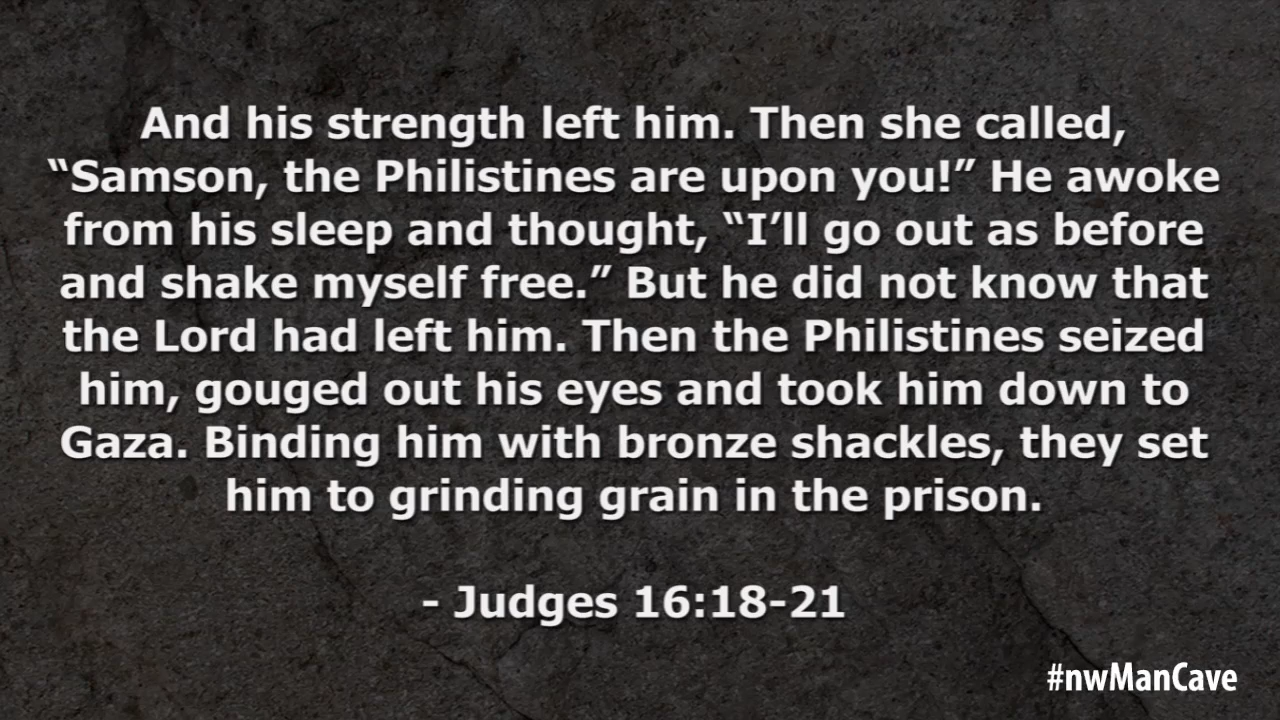 And his strength left him. Then she called,
“Samson, the Philistines are upon you!” He awoke
from his sleep and thought, “I’ll go out as before
and shake myself free.” But he did not know that
the Lord had left him. Then the Philistines seized
him, gouged out his eyes and took him down to
Gaza. Binding him with bronze shackles, they set
him to grinding grain in the prison.
- Judges 16:18-21
#nwManCave